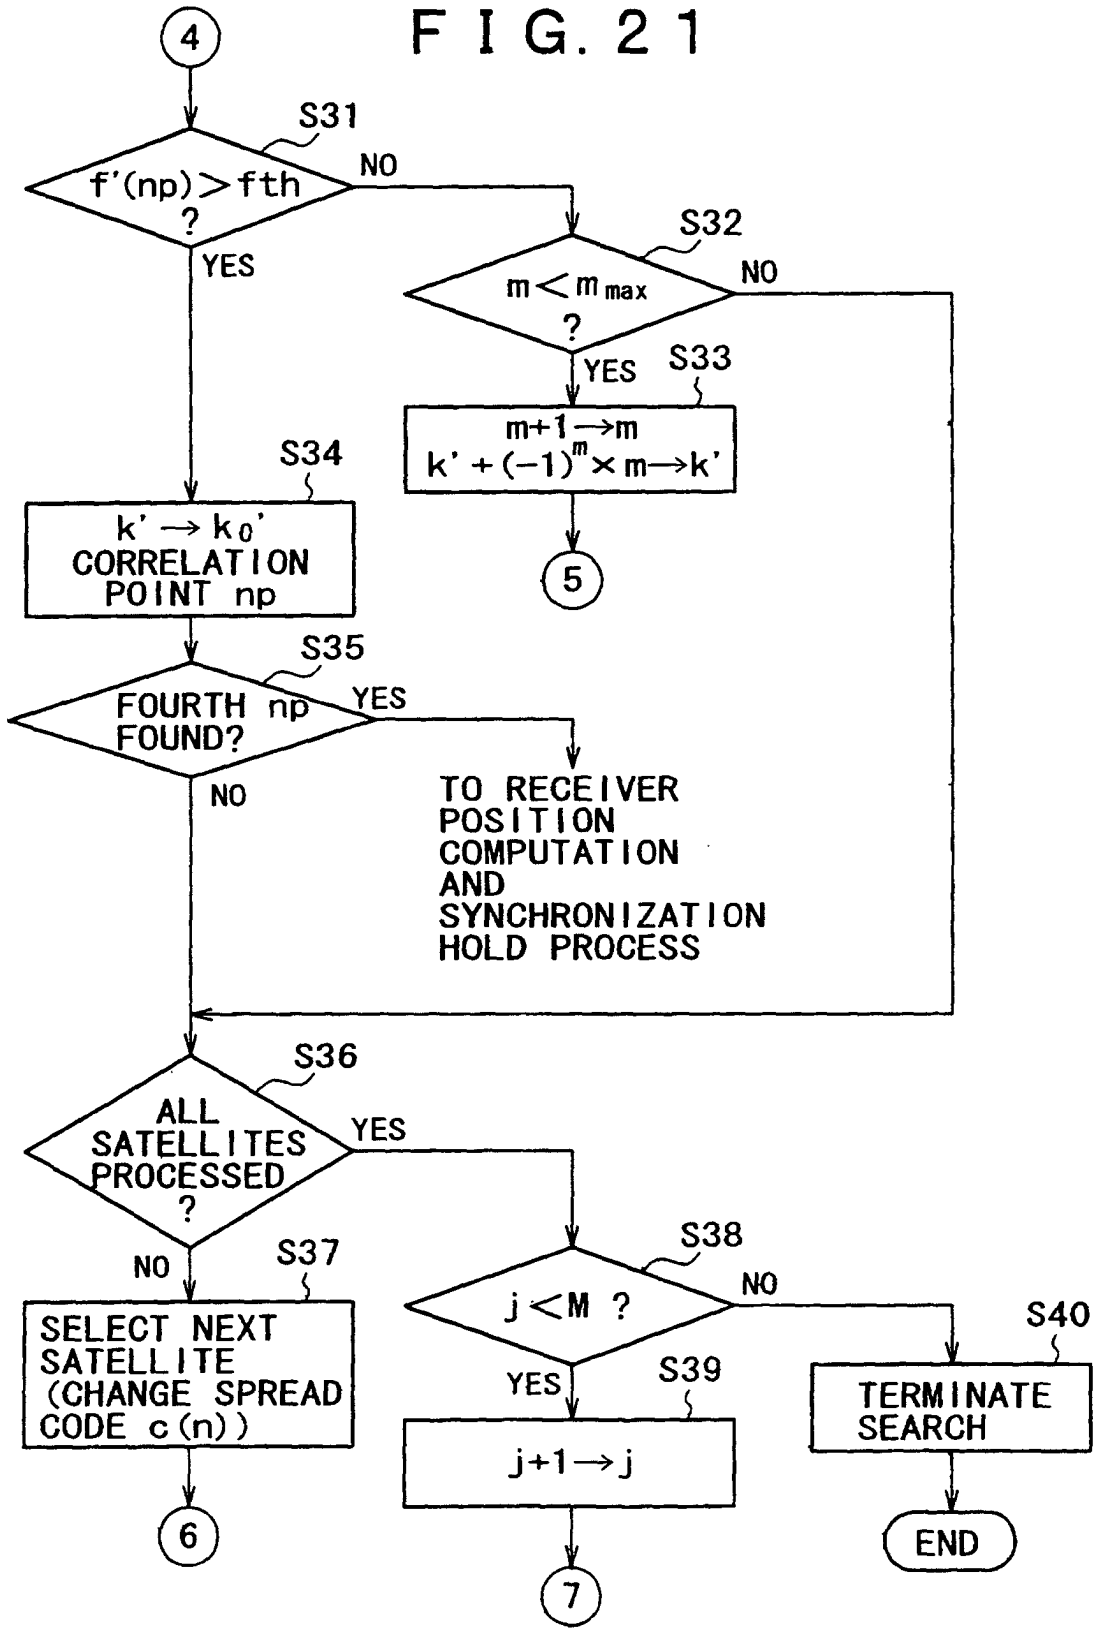 FIG. 21
4
S31
f'(np)>fth
?
NO
YES
S32
m<m max
?
NO
YES
S33
m+1→m
k'+(-1)^m×m→k'
5
S34
k'→k0'
CORRELATION
POINT np
S35
FOURTH np
FOUND?
YES
NO
TO RECEIVER
POSITION
COMPUTATION
AND
SYNCHRONIZATION
HOLD PROCESS
S36
ALL
SATELLITES
PROCESSED
?
YES
NO
S37
SELECT NEXT
SATELLITE
(CHANGE SPREAD
CODE c(n))
6
S38
j<M ?
NO
YES
S39
j+1→j
7
S40
TERMINATE
SEARCH
END